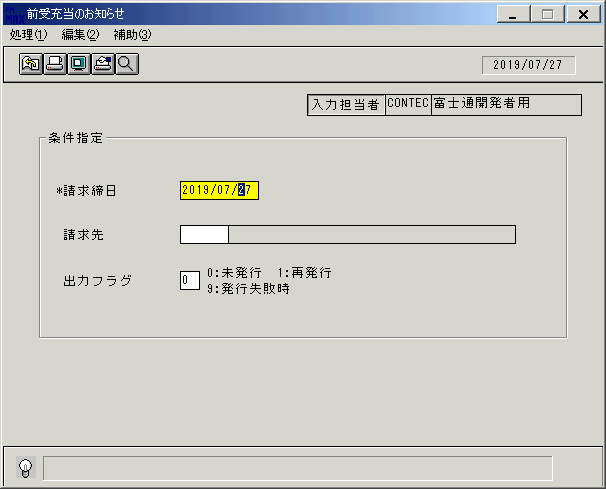 前受充当のお知らせ
処理(1) 編集(2) 補助(3)
2019/07/27
入力担当者 CONTEC 富士通開発者用
条件指定
*請求締日 2019/07/27
請求先
出力フラグ 0 0:未発行 1:再発行
9:発行失敗時